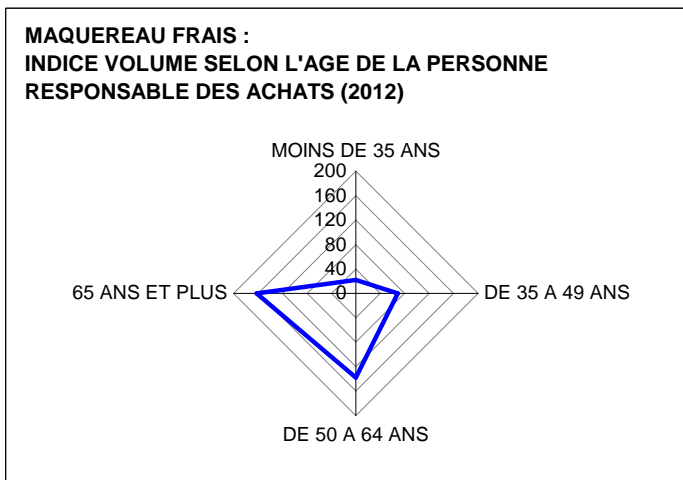 MAQUEREAU FRAIS :
INDICE VOLUME SELON L'AGE DE LA PERSONNE
RESPONSABLE DES ACHATS (2012)
MOINS DE 35 ANS
200
160
120
80
40
0
65 ANS ET PLUS
DE 35 A 49 ANS
DE 50 A 64 ANS